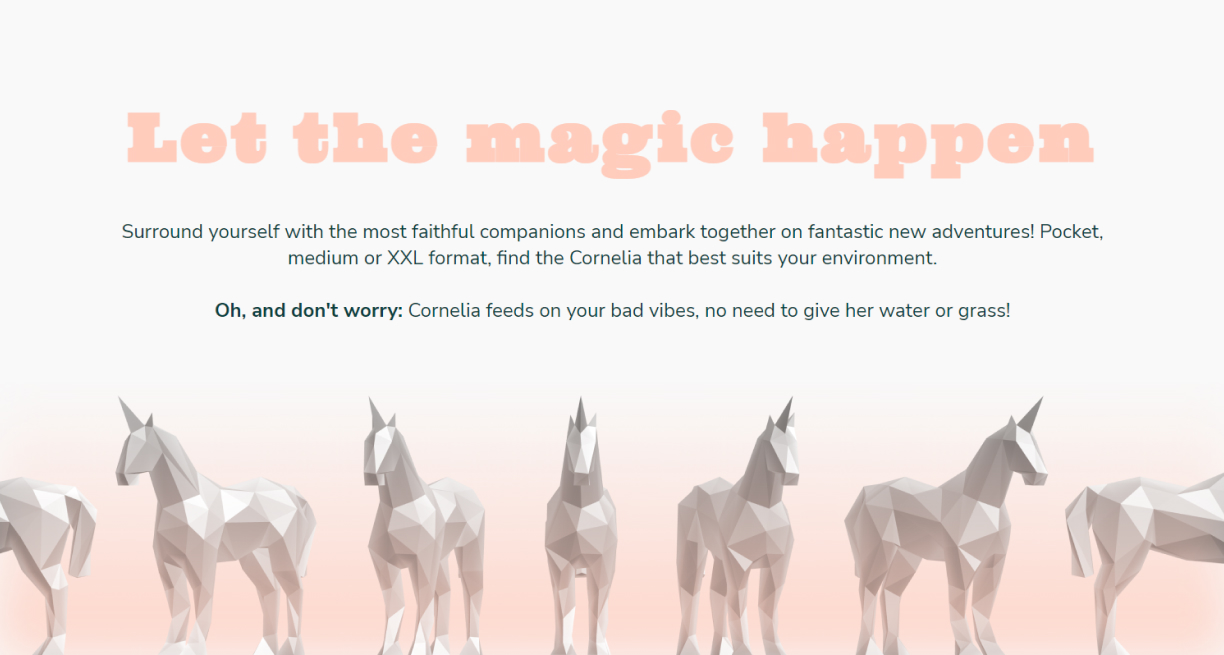 Let the magic happen
Surround yourself with the most faithful companions and embark together on fantastic new adventures! Pocket,
medium or XXL format, find the Cornelia that best suits your environment.
Oh, and don't worry: Cornelia feeds on your bad vibes, no need to give her water or grass!